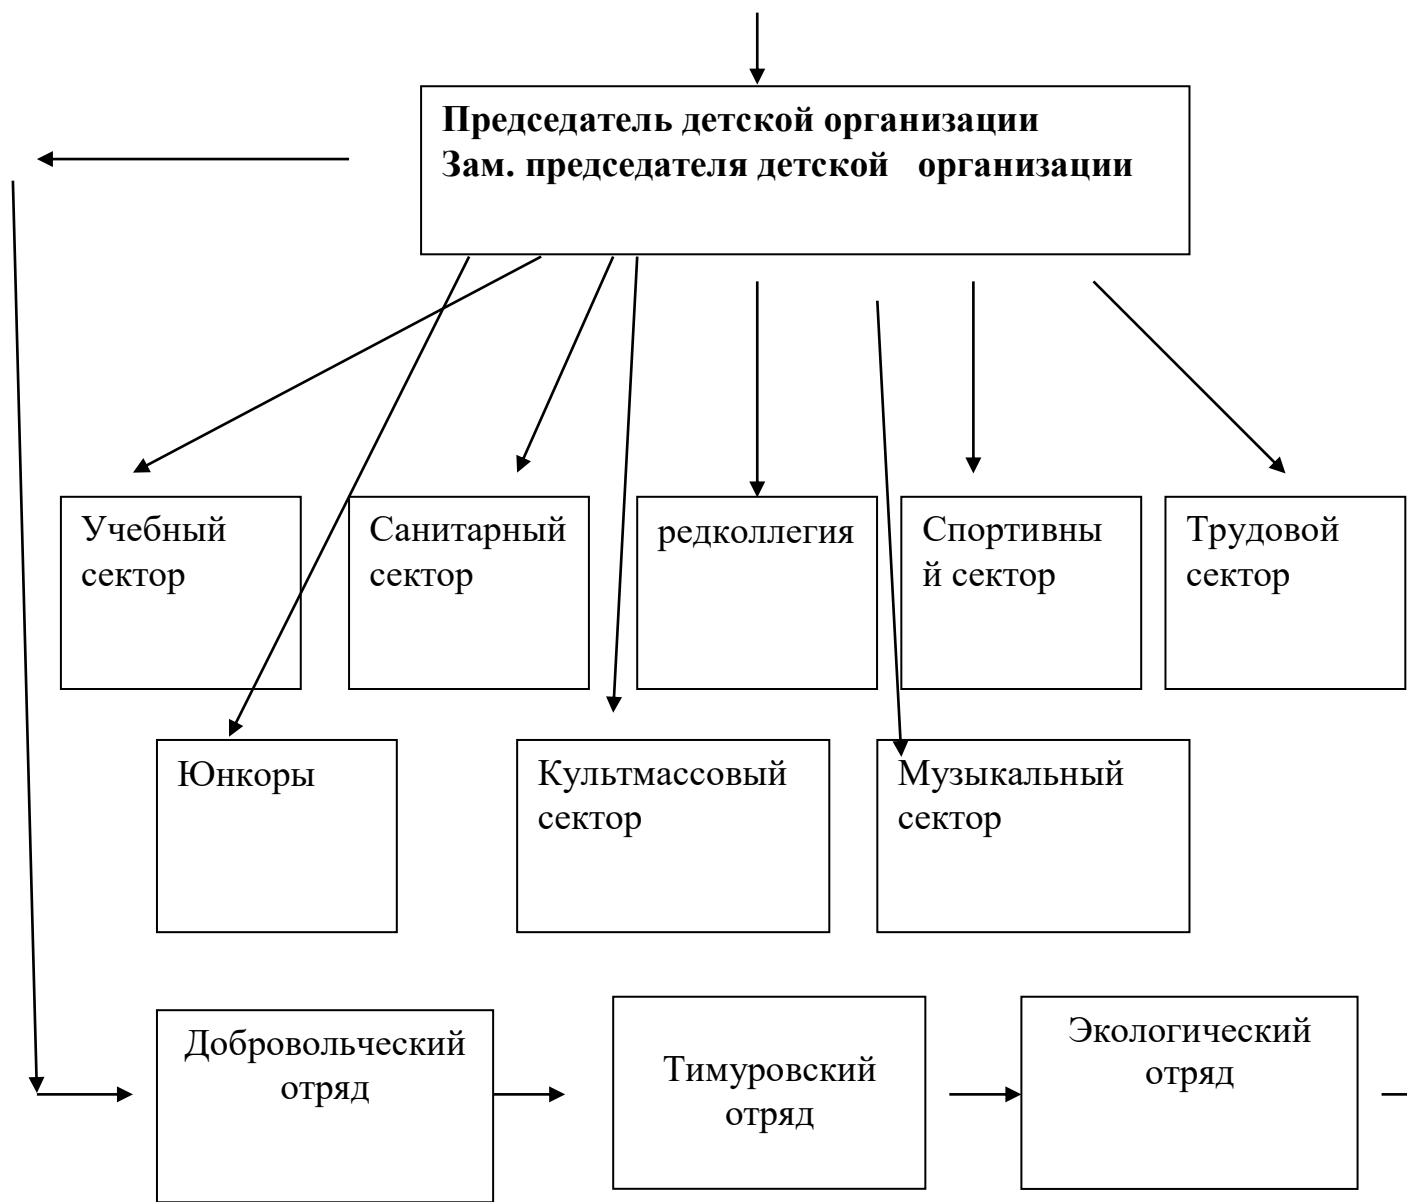 Председатель детской организации
Зам. председателя детской организации
Учебный
сектор
Санитарный
сектор
редколлегия
Спортивны
й сектор
Трудовой
сектор
Юнкоры
Культмассовый
сектор
Музыкальный
сектор
Добровольческий
отряд
Тимуровский
отряд
Экологический
отряд